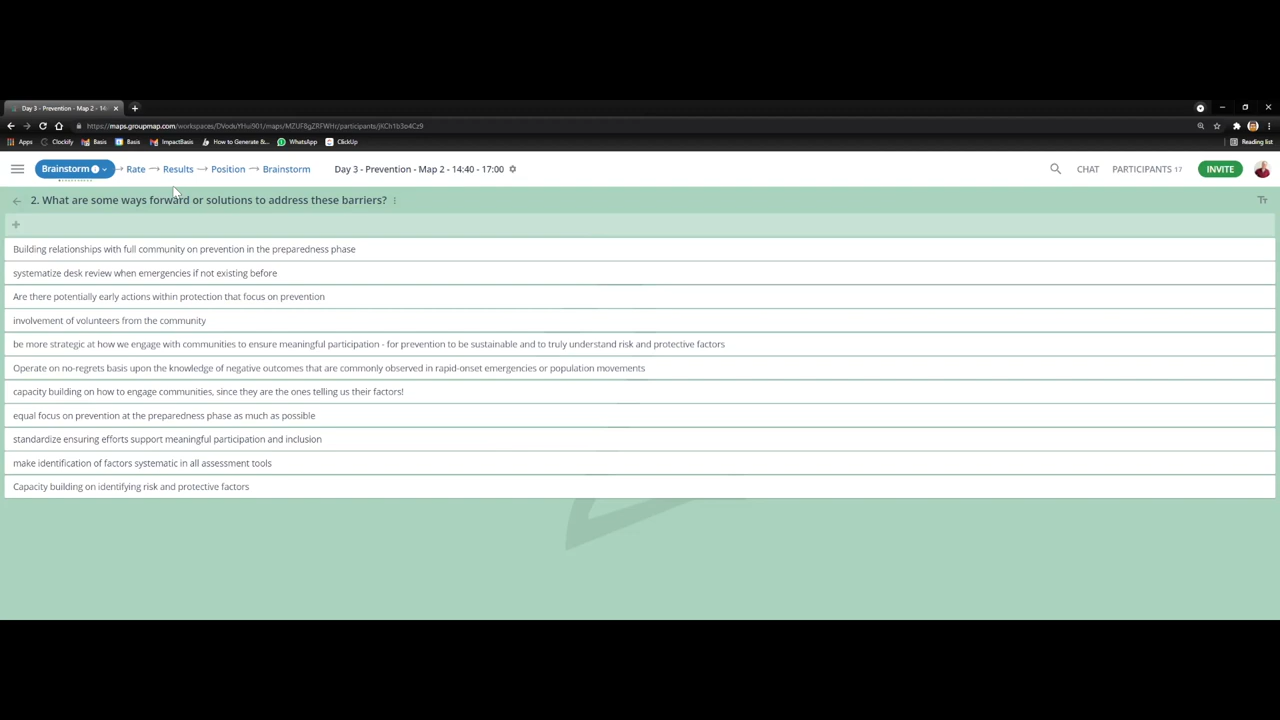 Day 3 - Prevention - Map 2 - 14:
Apps Clockify Basis Basis ImpactBasis How to Generate &... WhatsApp ClickUp Reading list
Brainstorm Rate Results Position Brainstorm Day 3 - Prevention - Map 2 - 14:40 - 17:00 CHAT PARTICIPANTS 17 INVITE
2. What are some ways forward or solutions to address these barriers?
Building relationships with full community on prevention in the preparedness phase
systematize desk review when emergencies if not existing before
Are there potentially early actions within protection that focus on prevention
involvement of volunteers from the community
be more strategic at how we engage with communities to ensure meaningful participation - for prevention to be sustainable and to truly understand risk and protective factors
Operate on no-regrets basis upon the knowledge of negative outcomes that are commonly observed in rapid-onset emergencies or population movements
capacity building on how to engage communities, since they are the ones telling us their factors!
equal focus on prevention at the preparedness phase as much as possible
standardize ensuring efforts support meaningful participation and inclusion
make identification of factors systematic in all assessment tools
Capacity building on identifying risk and protective factors